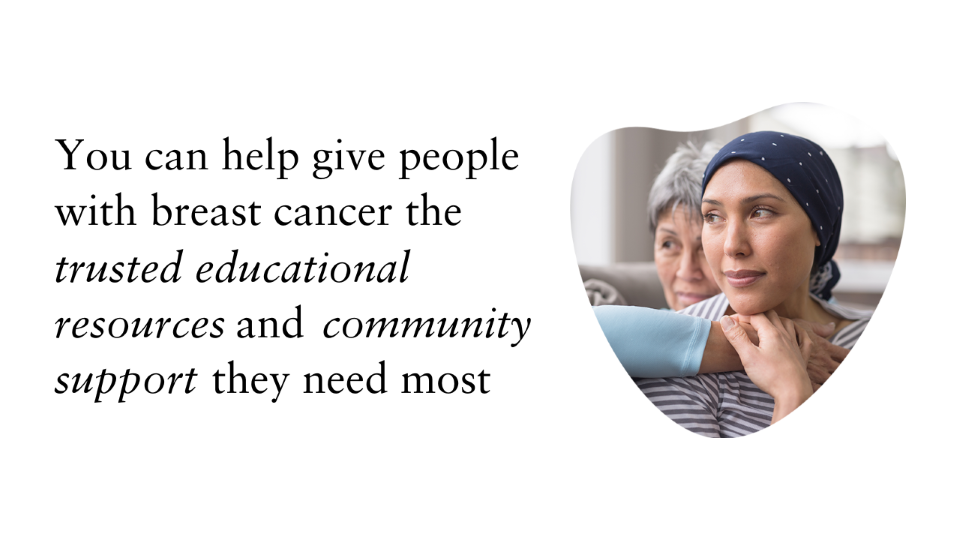 You can help give people
with breast cancer the
trusted educational
resources and community
support they need most